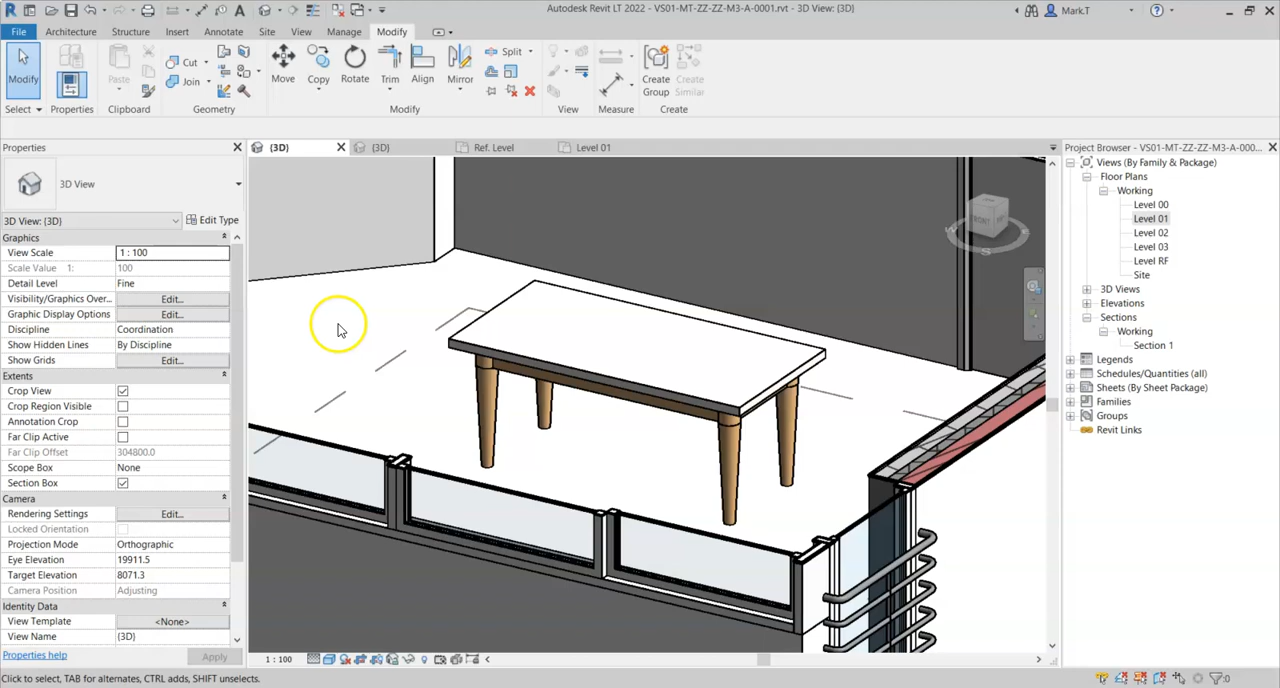 Autodesk Revit LT 2022 - VS01-MT-ZZ-ZZ-M3-A-0001.rvt - 3D View: {3D}
Mark.T
File Architecture Structure Insert Annotate Site View Manage Modify
Modify
Paste
Cut
Join
Move
Copy
Rotate
Trim
Align
Mirror
Split
Create Group
Create Similar
Select Properties Clipboard Geometry Modify View Measure Create
Properties
3D View
3D View: {3D}
Edit Type
Graphics
View Scale 1 : 100
Scale Value 1: 100
Detail Level Fine
Visibility/Graphics Over... Edit...
Graphic Display Options Edit...
Discipline Coordination
Show Hidden Lines By Discipline
Show Grids Edit...
Extents
Crop View
Crop Region Visible
Annotation Crop
Far Clip Active
Far Clip Offset 304800.0
Scope Box None
Section Box
Camera
Rendering Settings Edit...
Locked Orientation
Projection Mode Orthographic
Eye Elevation 19911.5
Target Elevation 8071.3
Camera Position Adjusting
Identity Data
View Template <None>
View Name {3D}
Properties help
Apply
{3D} {3D} Ref. Level Level 01
1 : 100
Project Browser - VS01-MT-ZZ-ZZ-M3-A-000...
Views (By Family & Package)
Floor Plans
Working
Level 00
Level 01
Level 02
Level 03
Level RF
Site
3D Views
Elevations
Sections
Working
Section 1
Legends
Schedules/Quantities (all)
Sheets (By Sheet Package)
Families
Groups
Revit Links
Click to select, TAB for alternates, CTRL adds, SHIFT unselects.
:0